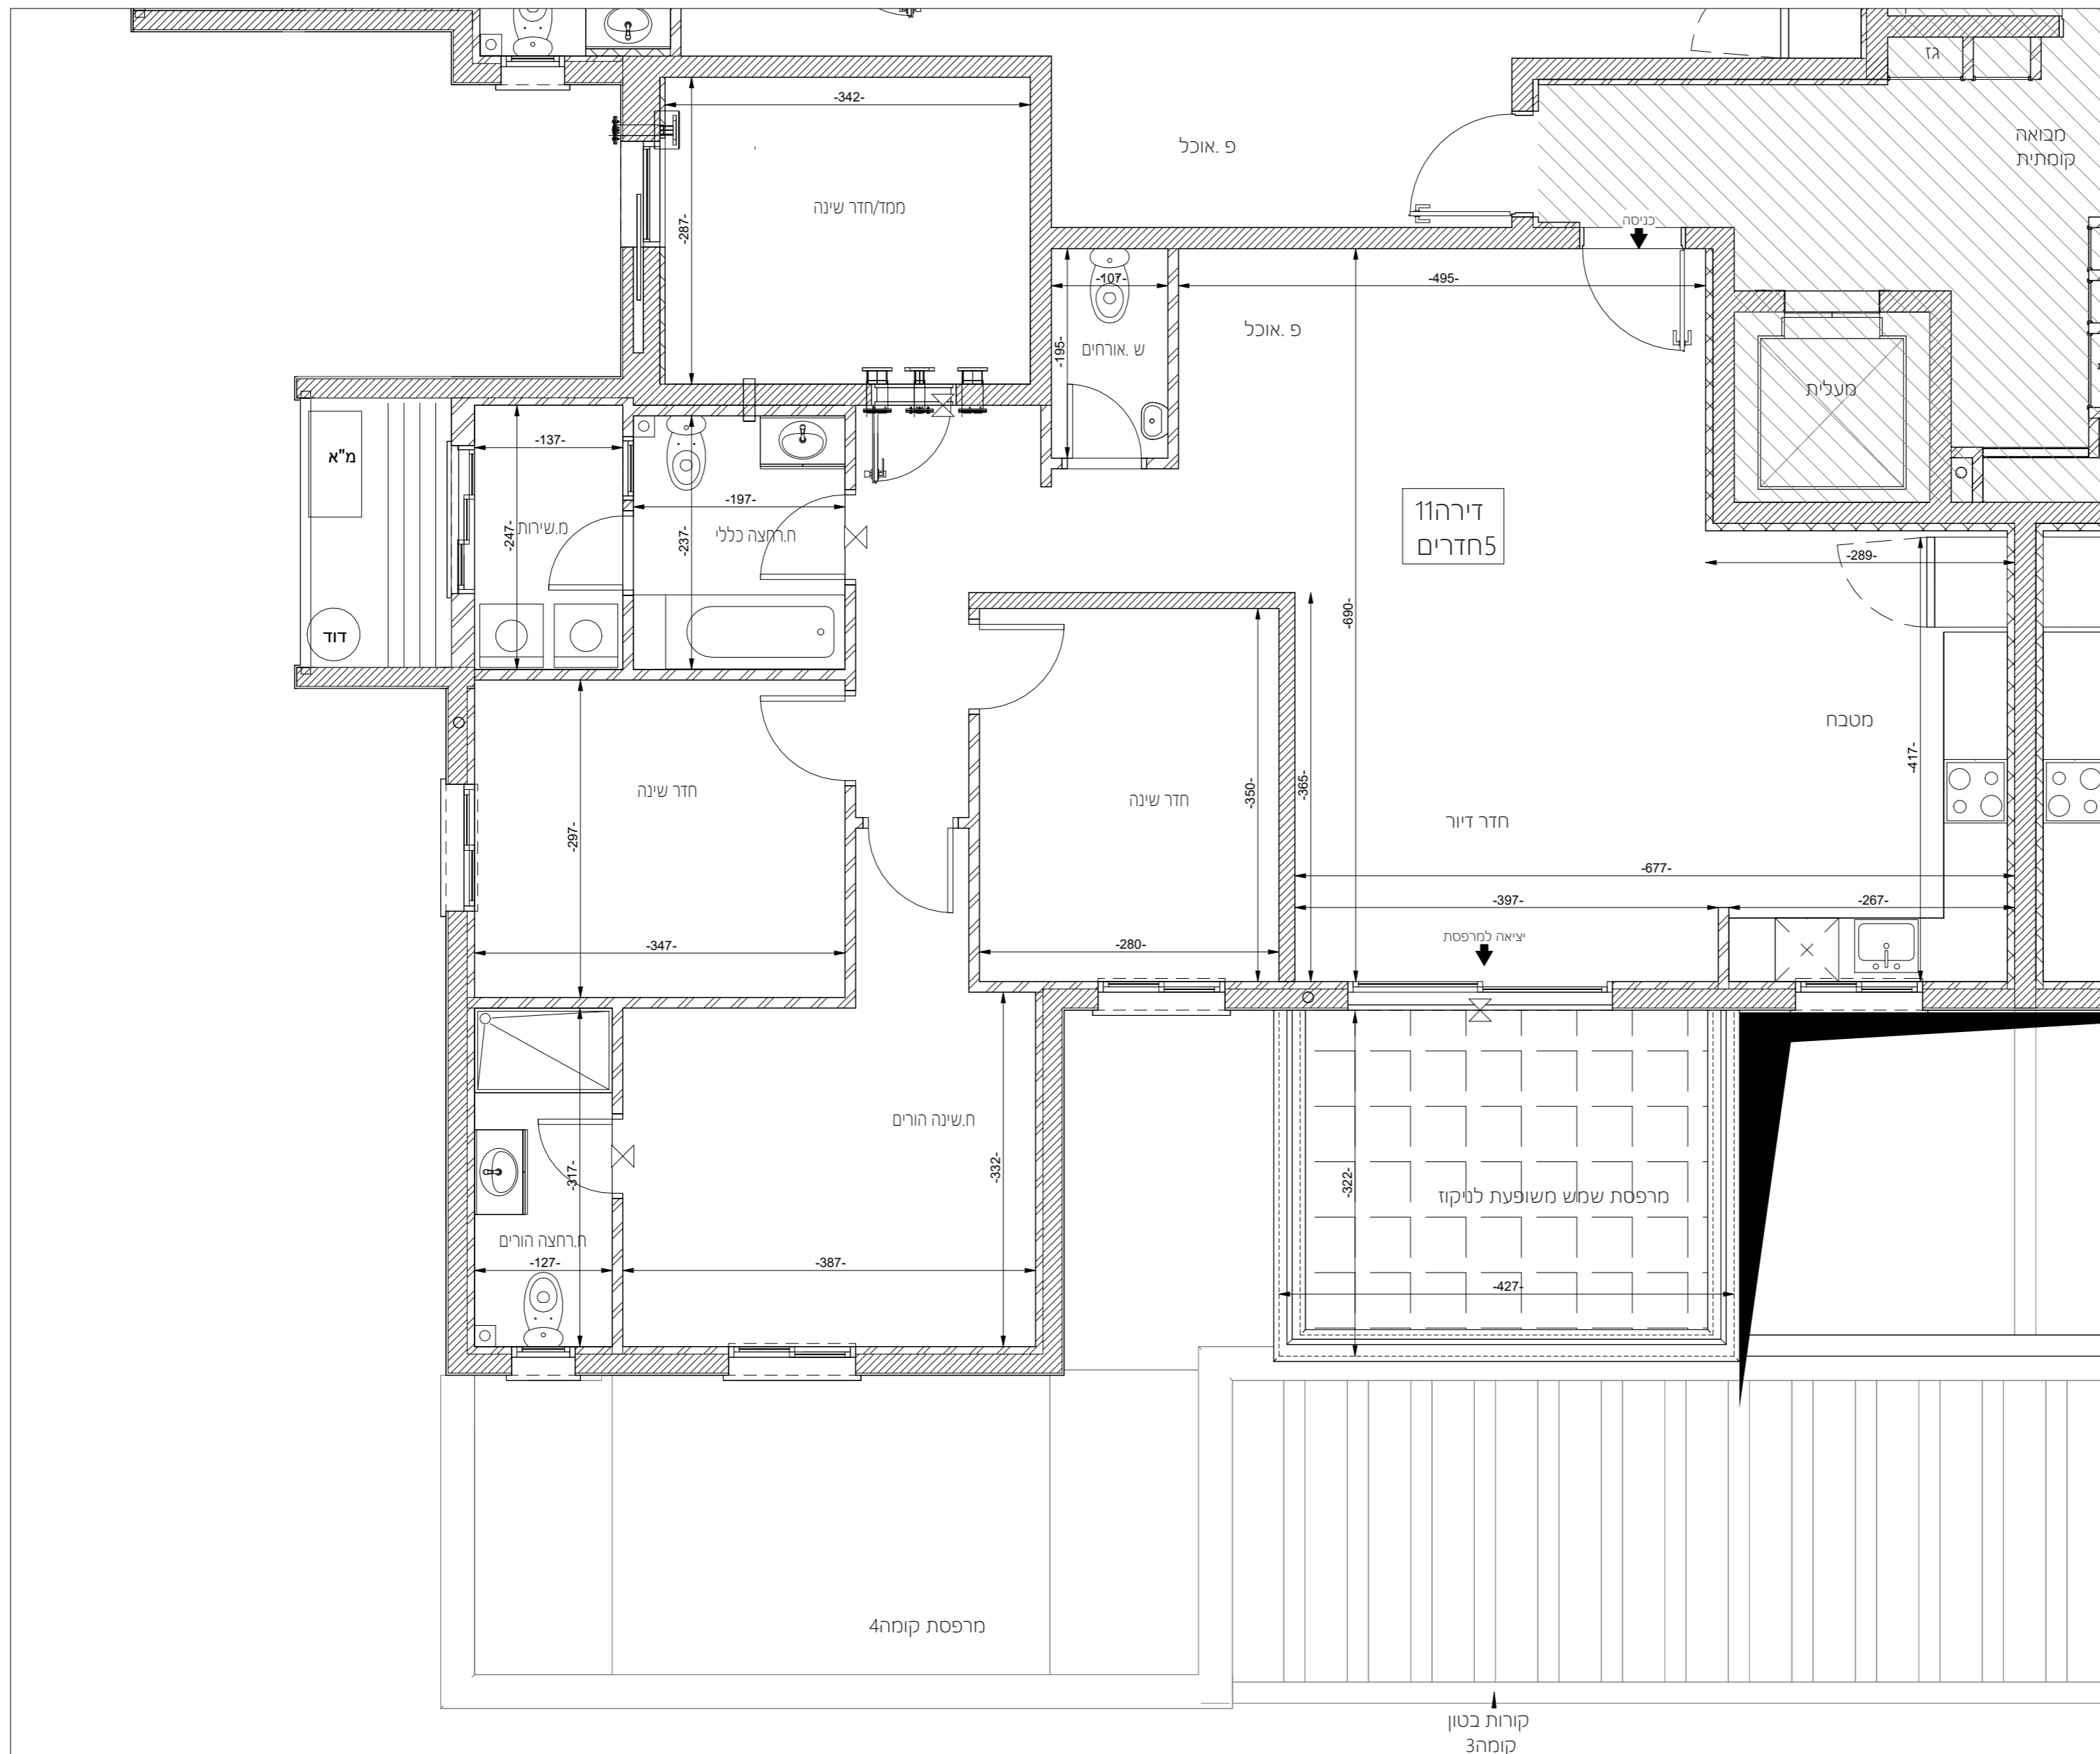 גז
מבואה
קומתית
-342-
פ .אוכל
ממד/חדר שינה
-287-
כניסה
-107-
-495-
פ .אוכל
ש .אורחים
-195-
מעלית
מ"א
-137-
-197-
-247-
מ.שירות
-237-
ח.רחצה כללי
דירה11
5חדרים
-289-
-690-
דוד
מטבח
-417-
חדר שינה
-297-
חדר שינה
-350-
-365-
חדר דיור
-677-
-397-
-267-
-347-
-280-
יציאה למרפסת
ח.שינה הורים
-317-
-332-
-322-
מרפסת שמש משופעת לניקוז
ח.רחצה הורים
-127-
-387-
-427-
מרפסת קומה4
קורות בטון
קומה3